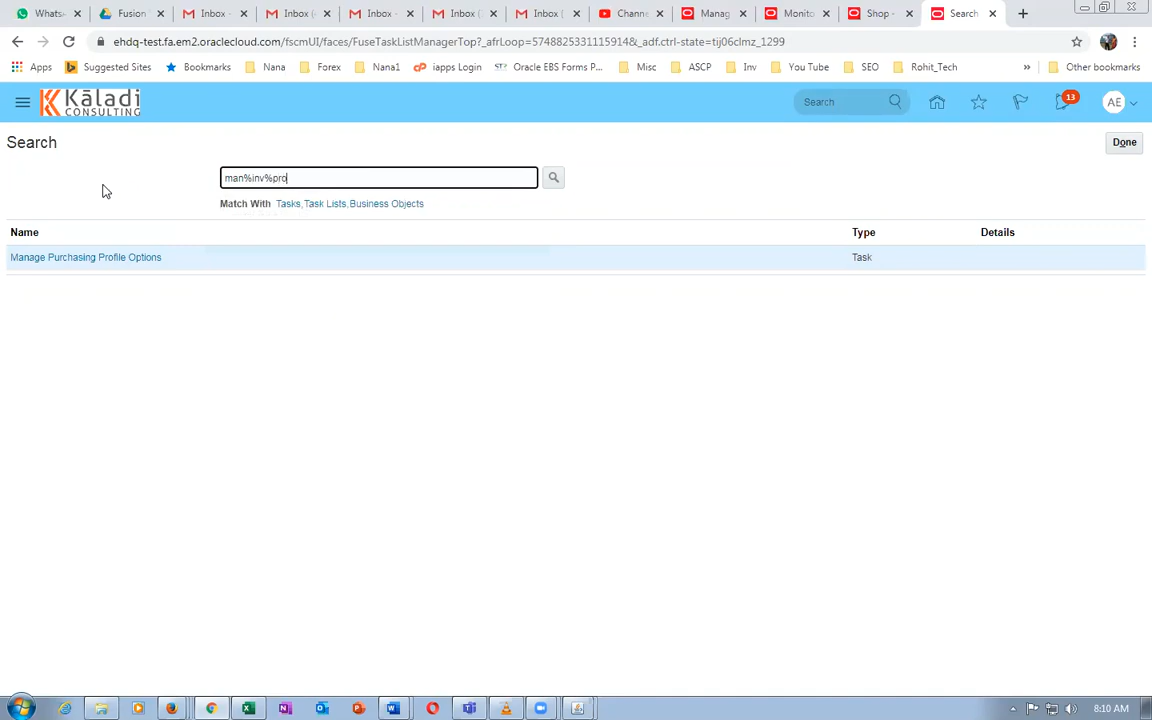 Whats
Fusion
Inbox -
Inbox (
Inbox -
Inbox (
Inbox (
Channe
Manag
Monito
Shop -
Search
ehdq-test.fa.em2.oraclecloud.com/fscmUI/faces/FuseTaskListManagerTop?_afrLoop=5748825331115914&_adf.ctrl-state=tij06clmz_1299
Apps
Suggested Sites
Bookmarks
Nana
Forex
Nana1
iapps Login
Oracle EBS Forms P...
Misc
ASCP
Inv
You Tube
SEO
Rohit_Tech
»
Other bookmarks
Kāladi
CONSULTING
Search
13
AE
Search
Done
man%inv%pro
Match With Tasks, Task Lists, Business Objects
Name Type Details
Manage Purchasing Profile Options Task
8:10 AM